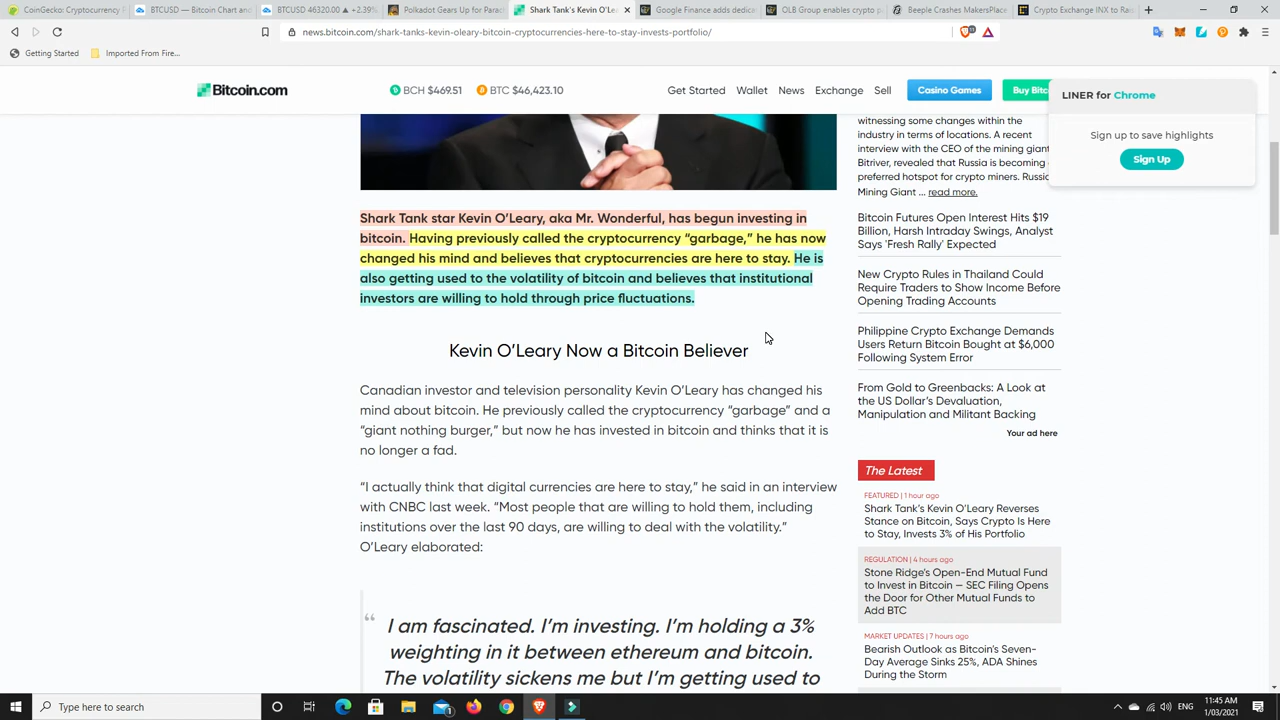 CoinGecko: Cryptocurrency
BTCUSD — Bitcoin Chart and
BTCUSD 46320.00 ▲ +2.39%
Polkadot Gears Up for Parac
Shark Tank's Kevin O'Lea
Google Finance adds dedica
OLB Group enables crypto p
Beeple Crashes MakersPlace
Crypto Exchange INX to Rai
news.bitcoin.com/shark-tanks-kevin-oleary-bitcoin-cryptocurrencies-here-to-stay-invests-portfolio/
Getting Started
Imported From Fire...
Bitcoin.com
BCH $469.51
BTC $46,423.10
Get Started
Wallet
News
Exchange
Sell
Casino Games
Buy Bitc
LINER for Chrome
Sign up to save highlights
Sign Up
Shark Tank star Kevin O'Leary, aka Mr. Wonderful, has begun investing in
bitcoin. Having previously called the cryptocurrency “garbage,” he has now
changed his mind and believes that cryptocurrencies are here to stay. He is
also getting used to the volatility of bitcoin and believes that institutional
investors are willing to hold through price fluctuations.
Kevin O'Leary Now a Bitcoin Believer
Canadian investor and television personality Kevin O'Leary has changed his
mind about bitcoin. He previously called the cryptocurrency “garbage” and a
“giant nothing burger,” but now he has invested in bitcoin and thinks that it is
no longer a fad.
“I actually think that digital currencies are here to stay,” he said in an interview
with CNBC last week. “Most people that are willing to hold them, including
institutions over the last 90 days, are willing to deal with the volatility.”
O'Leary elaborated:
“
I am fascinated. I'm investing. I'm holding a 3%
weighting in it between ethereum and bitcoin.
The volatility sickens me but I'm getting used to
witnessing some changes within the
industry in terms of locations. A recent
interview with the CEO of the mining giant
Bitriver, revealed that Russia is becoming
preferred hotspot for crypto miners. Russi
Mining Giant ... read more.
Bitcoin Futures Open Interest Hits $19
Billion, Harsh Intraday Swings, Analyst
Says 'Fresh Rally' Expected
New Crypto Rules in Thailand Could
Require Traders to Show Income Before
Opening Trading Accounts
Philippine Crypto Exchange Demands
Users Return Bitcoin Bought at $6,000
Following System Error
From Gold to Greenbacks: A Look at
the US Dollar's Devaluation,
Manipulation and Militant Backing
Your ad here
The Latest
FEATURED | 1 hour ago
Shark Tank's Kevin O'Leary Reverses
Stance on Bitcoin, Says Crypto Is Here
to Stay, Invests 3% of His Portfolio
REGULATION | 4 hours ago
Stone Ridge's Open-End Mutual Fund
to Invest in Bitcoin — SEC Filing Opens
the Door for Other Mutual Funds to
Add BTC
MARKET UPDATES | 7 hours ago
Bearish Outlook as Bitcoin's Seven-
Day Average Sinks 25%, ADA Shines
During the Storm
Type here to search
ENG
11:45 AM
1/03/2021